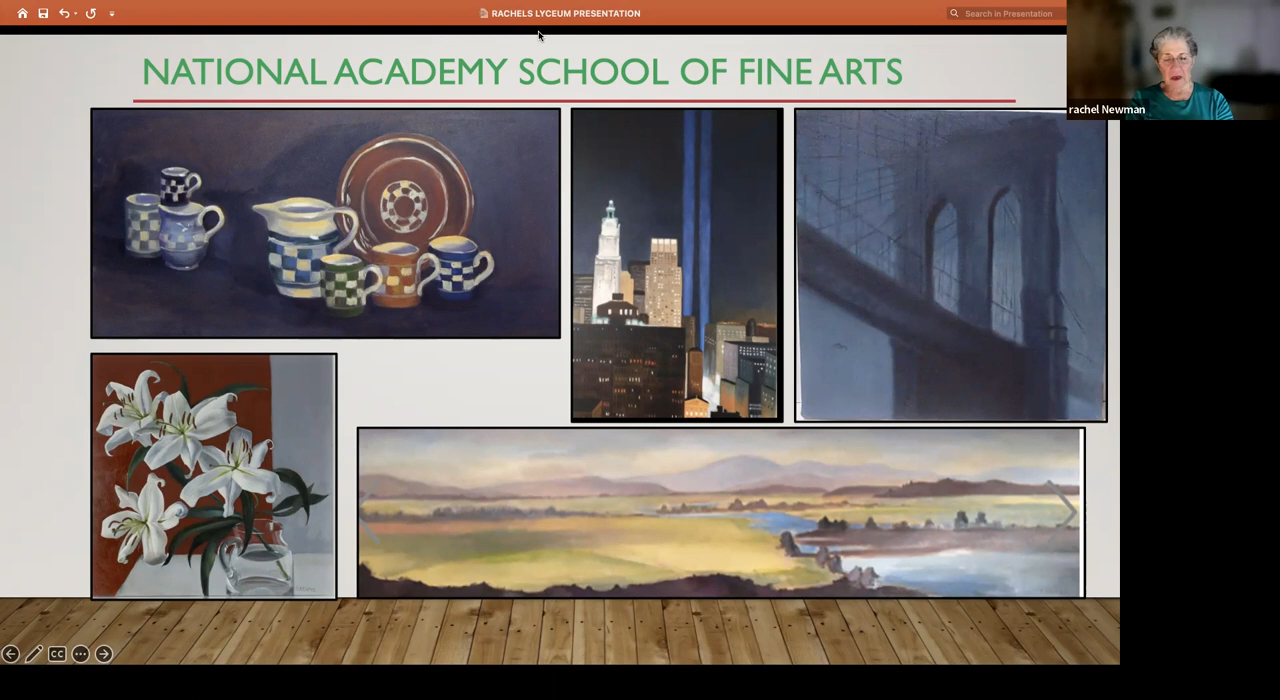 RACHELS LYCEUM PRESENTATION
Search in Presentation
rachel Newman
NATIONAL ACADEMY SCHOOL OF FINE ARTS
CC